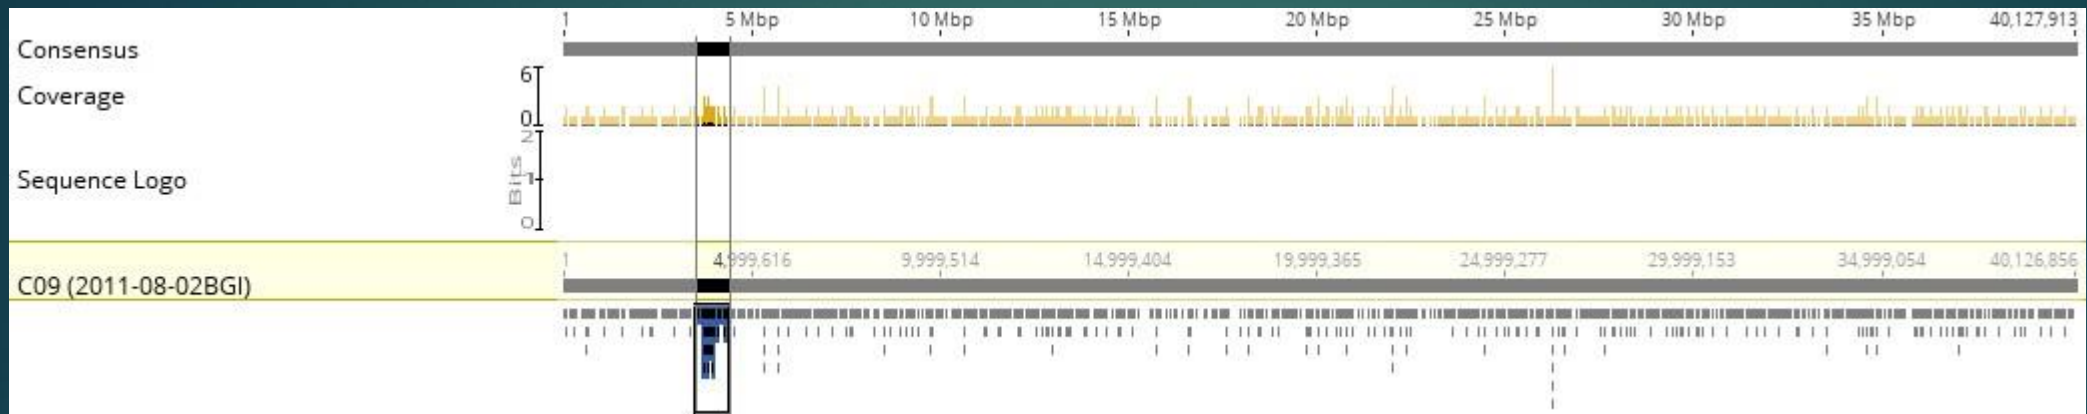 1 5 Mbp 10 Mbp 15 Mbp 20 Mbp 25 Mbp 30 Mbp 35 Mbp 40,127,913
Consensus
6
Coverage
0
2
Sequence Logo
Bits
1
0
1 4,999,616 9,999,514 14,999,404 19,999,365 24,999,277 29,999,153 34,999,054 40,126,856
C09 (2011-08-02BGI)